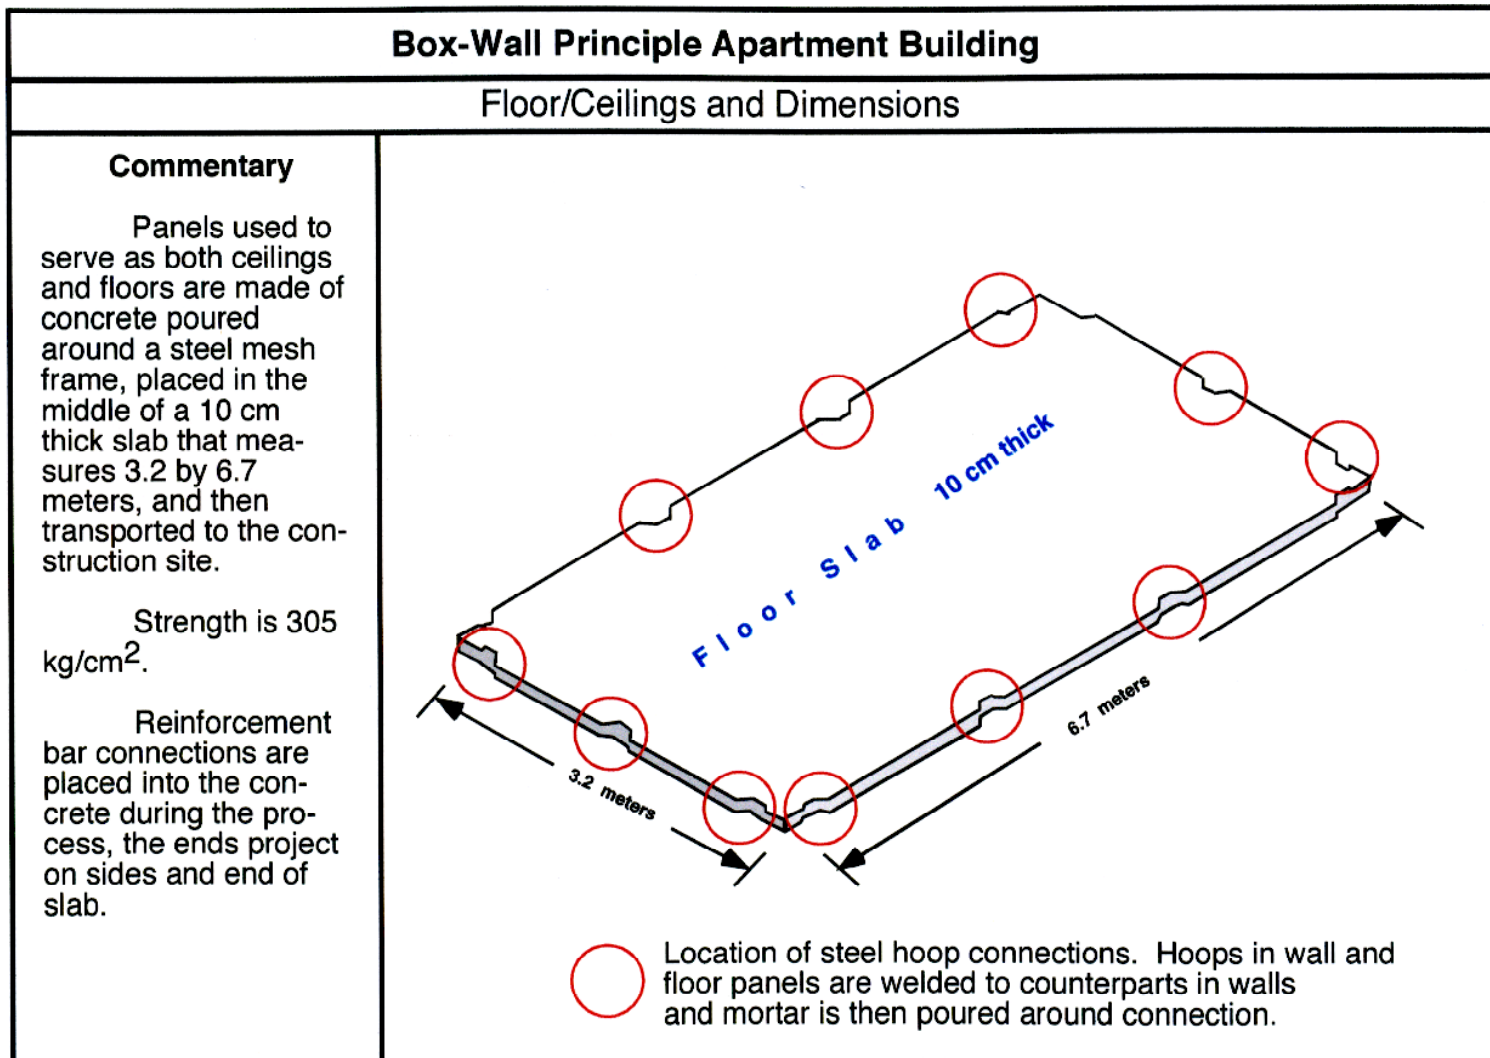 Box-Wall Principle Apartment Building
Floor/Ceilings and Dimensions
Commentary
Panels used to
serve as both ceilings
and floors are made of
concrete poured
around a steel mesh
frame, placed in the
middle of a 10 cm
thick slab that mea-
sures 3.2 by 6.7
meters, and then
transported to the con-
struction site.
Strength is 305
kg/cm2.
Reinforcement
bar connections are
placed into the con-
crete during the pro-
cess, the ends project
on sides and end of
slab.
Floor Slab 10 cm thick
3.2 meters
6.7 meters
Location of steel hoop connections. Hoops in wall and
floor panels are welded to counterparts in walls
and mortar is then poured around connection.